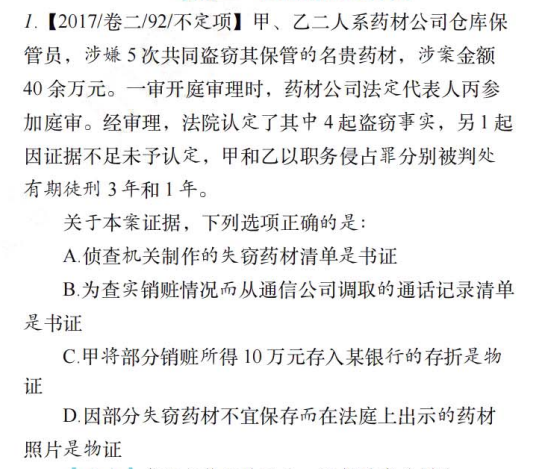 1.【2017/卷二/92/不定项】甲、乙二人系药材公司仓库保
管员，涉嫌 5 次共同盗窃其保管的名贵药材，涉案金额
40 余万元。一审开庭审理时，药材公司法定代表人丙参
加庭审。经审理，法院认定了其中 4 起盗窃事实，另 1 起
因证据不足未予认定，甲和乙以职务侵占罪分别被判处
有期徒刑 3 年和 1 年。
关于本案证据，下列选项正确的是：
A.侦查机关制作的失窃药材清单是书证
B.为查实销赃情况而从通信公司调取的通话记录清单
是书证
C.甲将部分销赃所得 10 万元存入某银行的存折是物
证
D.因部分失窃药材不宜保存而在法庭上出示的药材
照片是物证